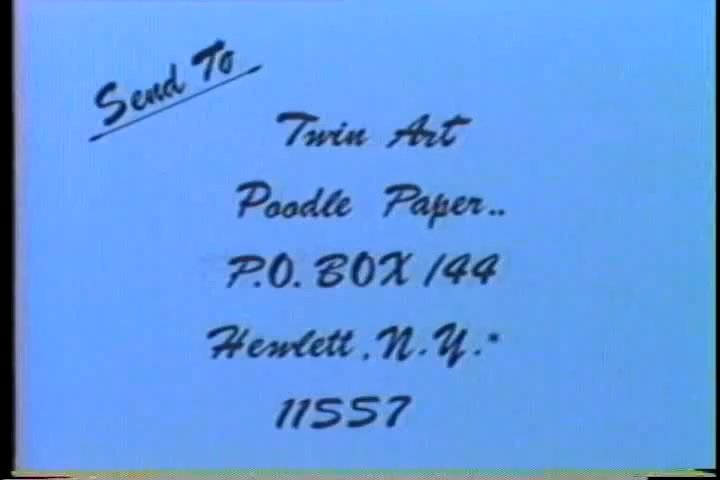 Send To
Twin Art
Poodle Paper..
P.O. BOX 144
Hewlett, N.Y.
11557